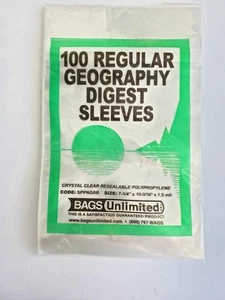 100 REGULAR
GEOGRAPHY
DIGEST
SLEEVES
CRYSTAL CLEAR RESEALABLE POLYPROPYLENE
CODE: SPPNGRR SIZE: 7-1/4" x 10-3/16" x 1.5 mil
BAGS Unlimited
THIS IS A SATISFACTION GUARANTEED PRODUCT
www.bagsunlimited.com • (800) 767-BAGS